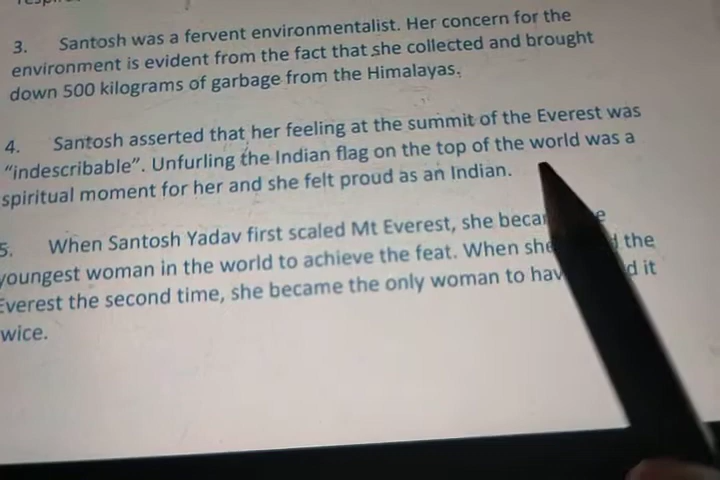 3. Santosh was a fervent environmentalist. Her concern for the
environment is evident from the fact that she collected and brought
down 500 kilograms of garbage from the Himalayas.
4. Santosh asserted that her feeling at the summit of the Everest was
"indescribable". Unfurling the Indian flag on the top of the world was a
spiritual moment for her and she felt proud as an Indian.
5. When Santosh Yadav first scaled Mt Everest, she
youngest woman in the world to achieve the feat. When she the
Everest the second time, she became the only woman to it
wice.